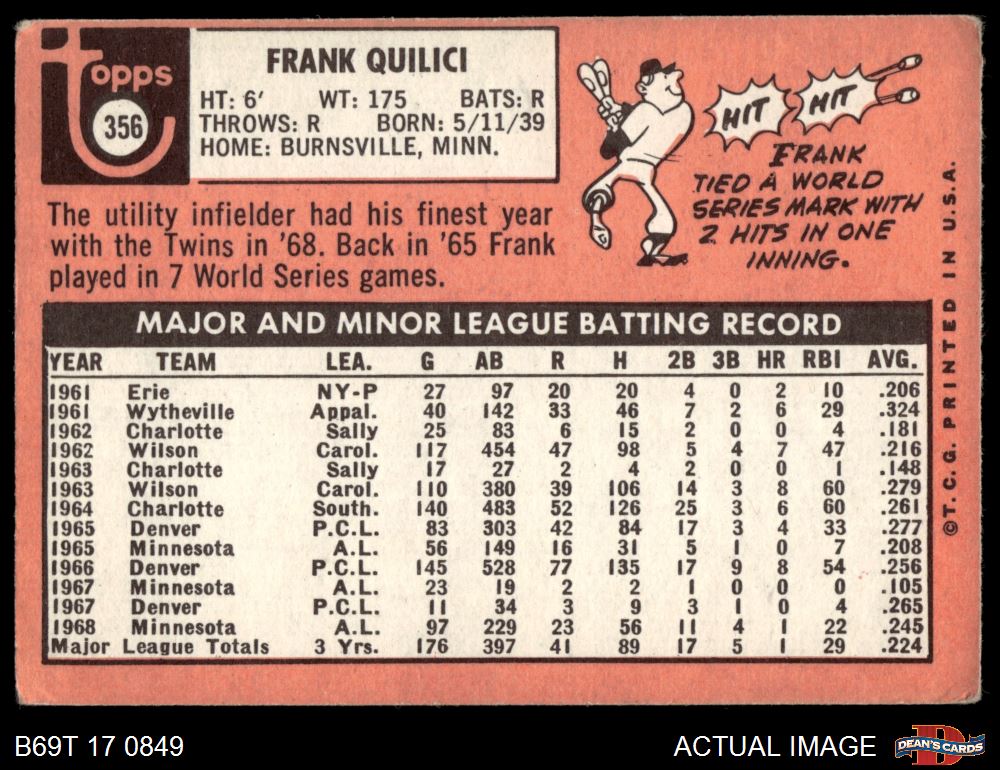 Topps
356
FRANK QUILICI
HT: 6' WT: 175 BATS: R
THROWS: R BORN: 5/11/39
HOME: BURNSVILLE, MINN.
HIT HIT
FRANK
TIED A WORLD
SERIES MARK WITH
2 HITS IN ONE
INNING.
The utility infielder had his finest year
with the Twins in '68. Back in '65 Frank
played in 7 World Series games.
MAJOR AND MINOR LEAGUE BATTING RECORD
YEAR TEAM LEA. G AB R H 2B 3B HR RBI AVG.
1961 Erie NY-P 27 97 20 20 4 0 2 10 .206
1961 Wytheville Appal. 40 142 33 46 7 2 6 29 .324
1962 Charlotte Sally 25 83 6 15 2 0 0 4 .181
1962 Wilson Carol. 117 454 47 98 5 4 7 47 .216
1963 Charlotte Sally 17 27 2 4 2 0 0 1 .148
1963 Wilson Carol. 110 380 39 106 14 3 8 60 .279
1964 Charlotte South. 140 483 52 126 25 3 6 60 .261
1965 Denver P.C.L. 83 303 42 84 17 3 4 33 .277
1965 Minnesota A.L. 56 149 16 31 5 1 0 7 .208
1966 Denver P.C.L. 145 528 77 135 17 9 8 54 .256
1967 Minnesota A.L. 23 19 2 2 1 0 0 0 .105
1967 Denver P.C.L. 11 34 3 9 3 1 0 4 .265
1968 Minnesota A.L. 97 229 23 56 11 4 1 22 .245
Major League Totals 3 Yrs. 176 397 41 89 17 5 1 29 .224
©T.C.G. PRINTED IN U.S.A.
B69T 17 0849
ACTUAL IMAGE
D
DEAN'S CARDS